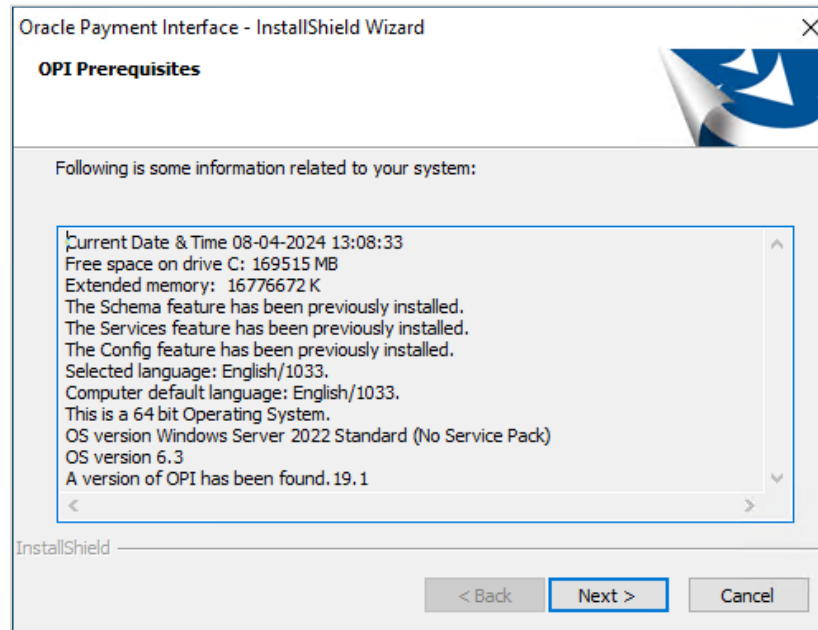 Oracle Payment Interface - InstallShield Wizard
OPI Prerequisites
Following is some information related to your system:
Current Date & Time 08-04-2024 13:08:33
Free space on drive C: 169515 MB
Extended memory:  16776672 K
The Schema feature has been previously installed.
The Services feature has been previously installed.
The Config feature has been previously installed.
Selected language: English/1033.
Computer default language: English/1033.
This is a 64 bit Operating System.
OS version Windows Server 2022 Standard (No Service Pack)
OS version 6.3
A version of OPI has been found.19.1
InstallShield
< Back
Next >
Cancel